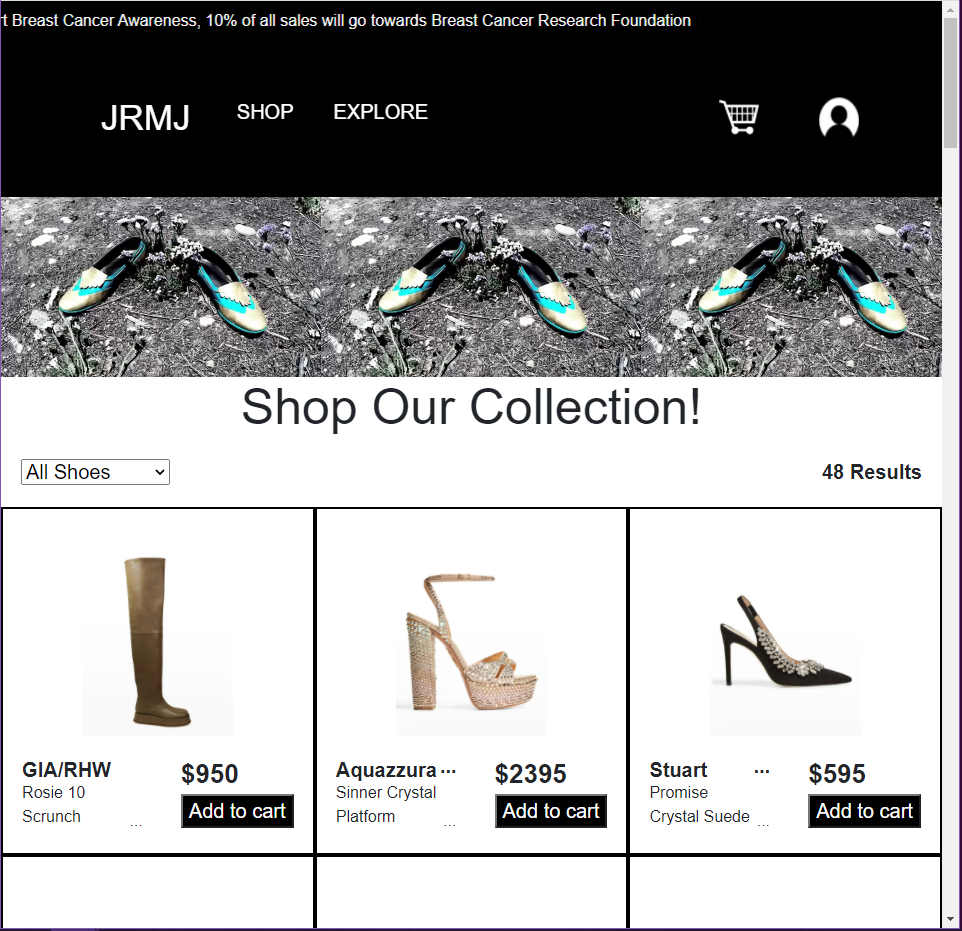 t Breast Cancer Awareness, 10% of all sales will go towards Breast Cancer Research Foundation
JRMJ
SHOP
EXPLORE
Shop Our Collection!
All Shoes
48 Results
GIA/RHW
Rosie 10
Scrunch ...
$950
Add to cart
Aquazzura ...
Sinner Crystal
Platform ...
$2395
Add to cart
Stuart ...
Promise
Crystal Suede ...
$595
Add to cart